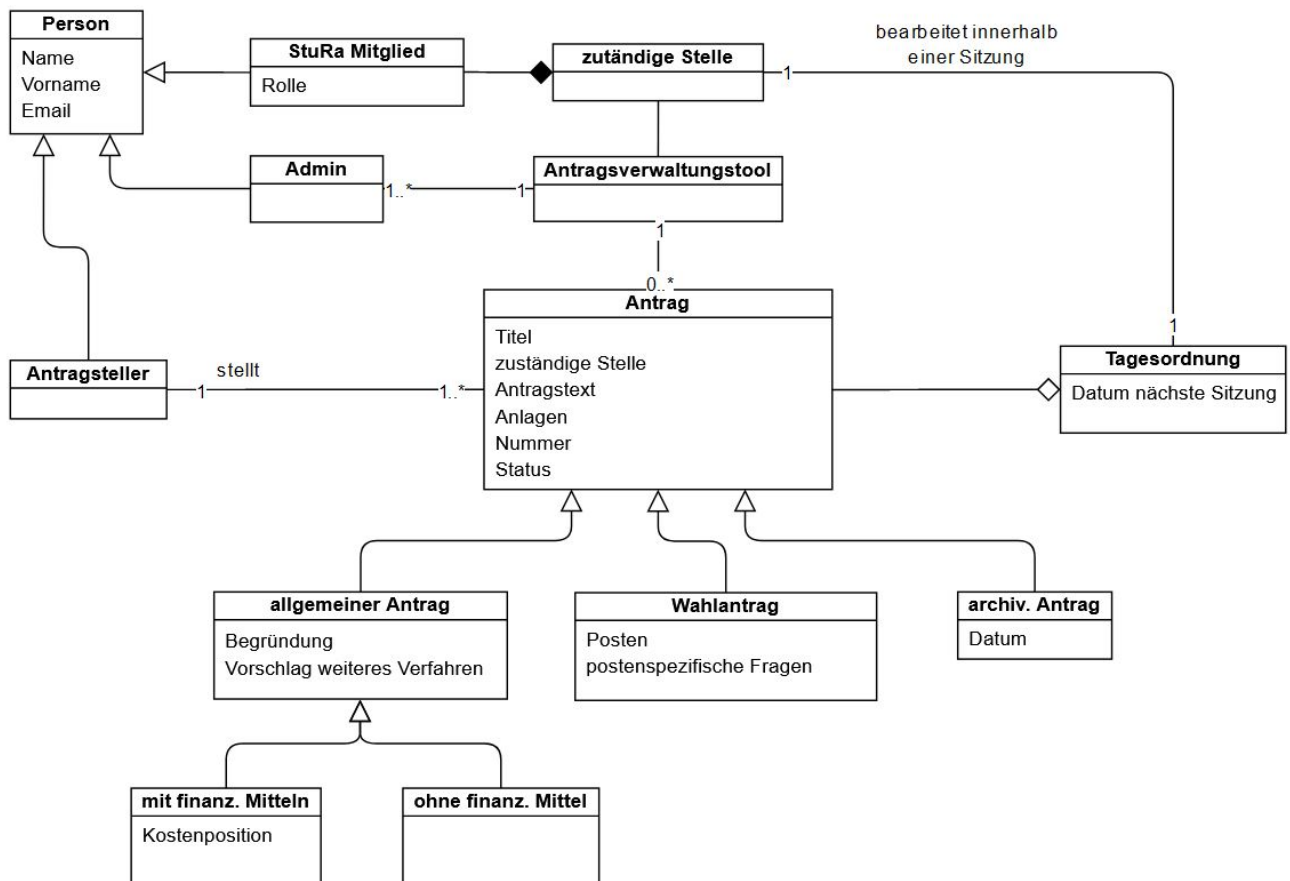 Person
Name
Vorname
Email
StuRa Mitglied
Rolle
zutändige Stelle
1
bearbeitet innerhalb
einer Sitzung
Admin
1..*
1
Antragsverwaltungstool
1
0..*
Antrag
Titel
zuständige Stelle
Antragstext
Anlagen
Nummer
Status
Antragsteller
1
stellt
1..*
1
Tagesordnung
Datum nächste Sitzung
allgemeiner Antrag
Begründung
Vorschlag weiteres Verfahren
Wahlantrag
Posten
postenspezifische Fragen
archiv. Antrag
Datum
mit finanz. Mitteln
Kostenposition
ohne finanz. Mittel